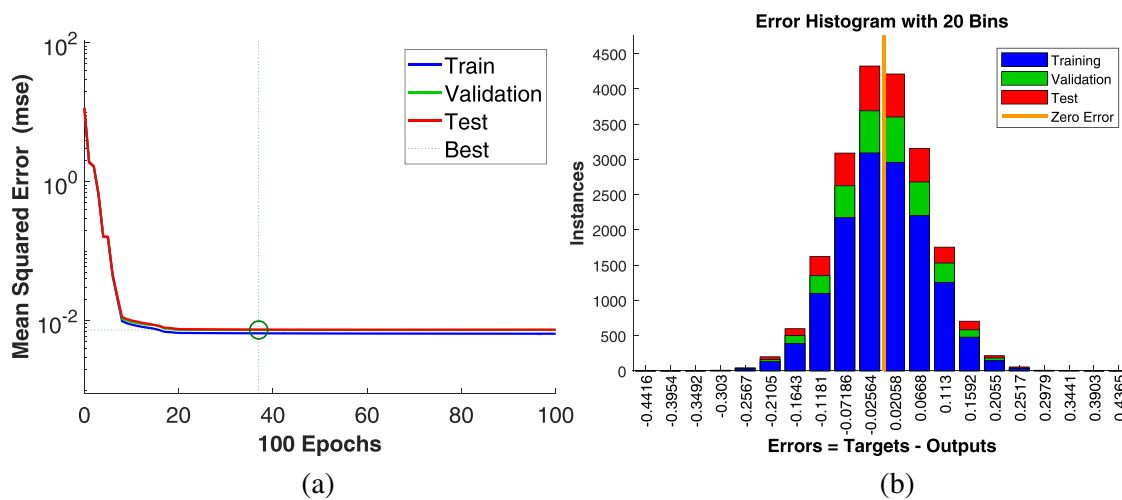 10^2
10^0
10^-2
Mean Squared Error (mse)
0 20 40 60 80 100
100 Epochs
Train
Validation
Test
Best
(a)
Error Histogram with 20 Bins
4500
4000
3500
3000
2500
2000
1500
1000
500
0
Instances
Training
Validation
Test
Zero Error
-0.4416
-0.3954
-0.3492
-0.303
-0.2567
-0.2105
-0.1643
-0.1181
-0.07186
-0.02564
0.02058
0.0668
0.113
0.1592
0.2055
0.2517
0.2979
0.3441
0.3903
0.4365
Errors = Targets - Outputs
(b)